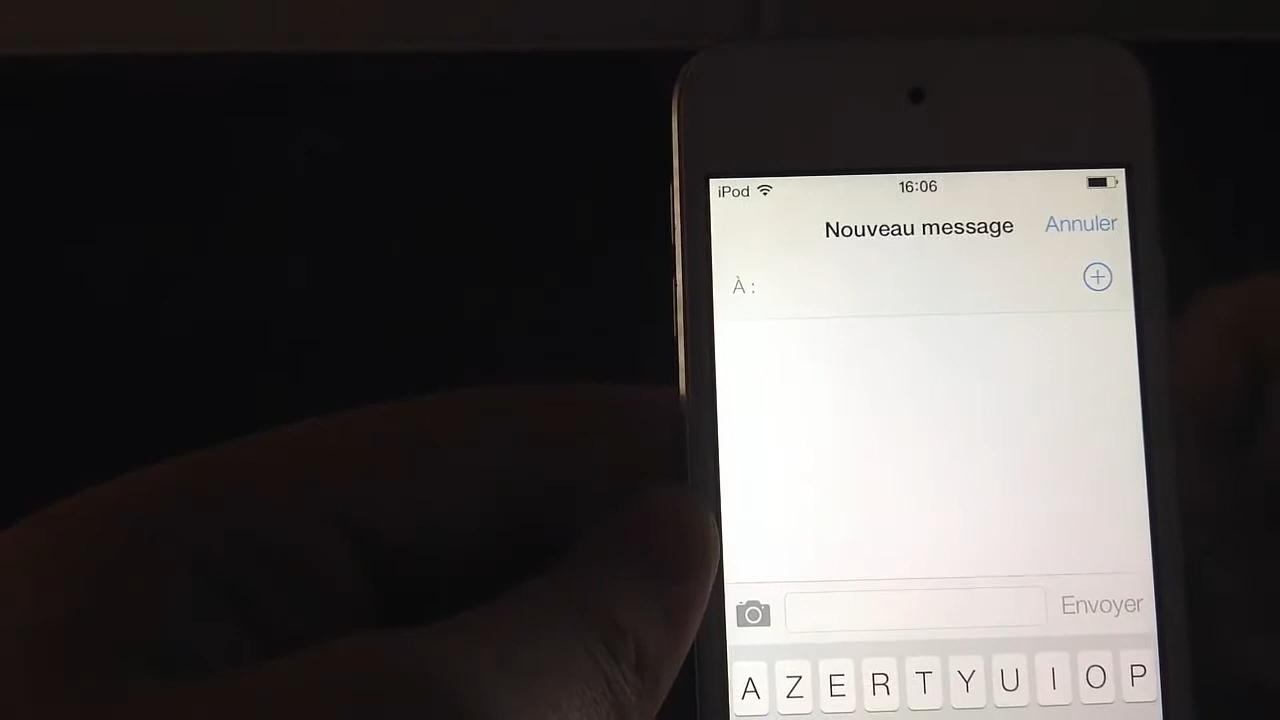 iPod 16:06
Nouveau message Annuler
À :
Envoyer
A Z E R T Y U I O P